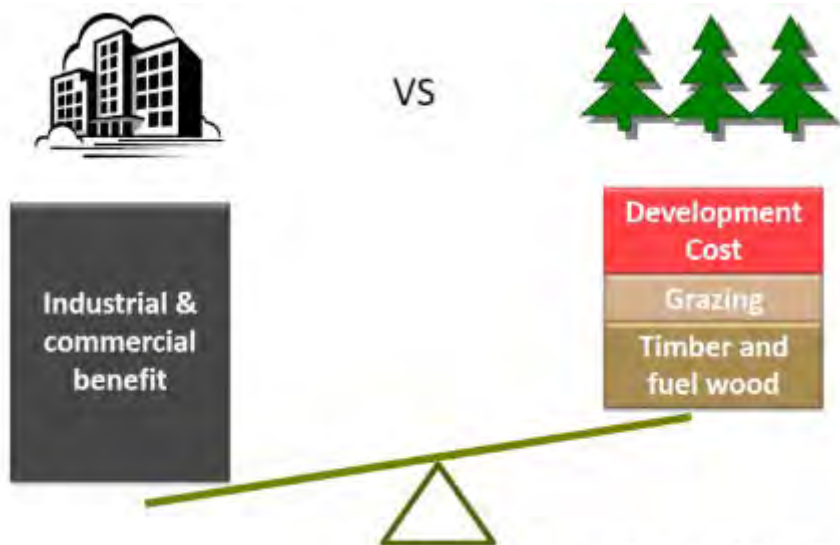 VS
Industrial &
commercial
benefit
Development
Cost
Grazing
Timber and
fuel wood